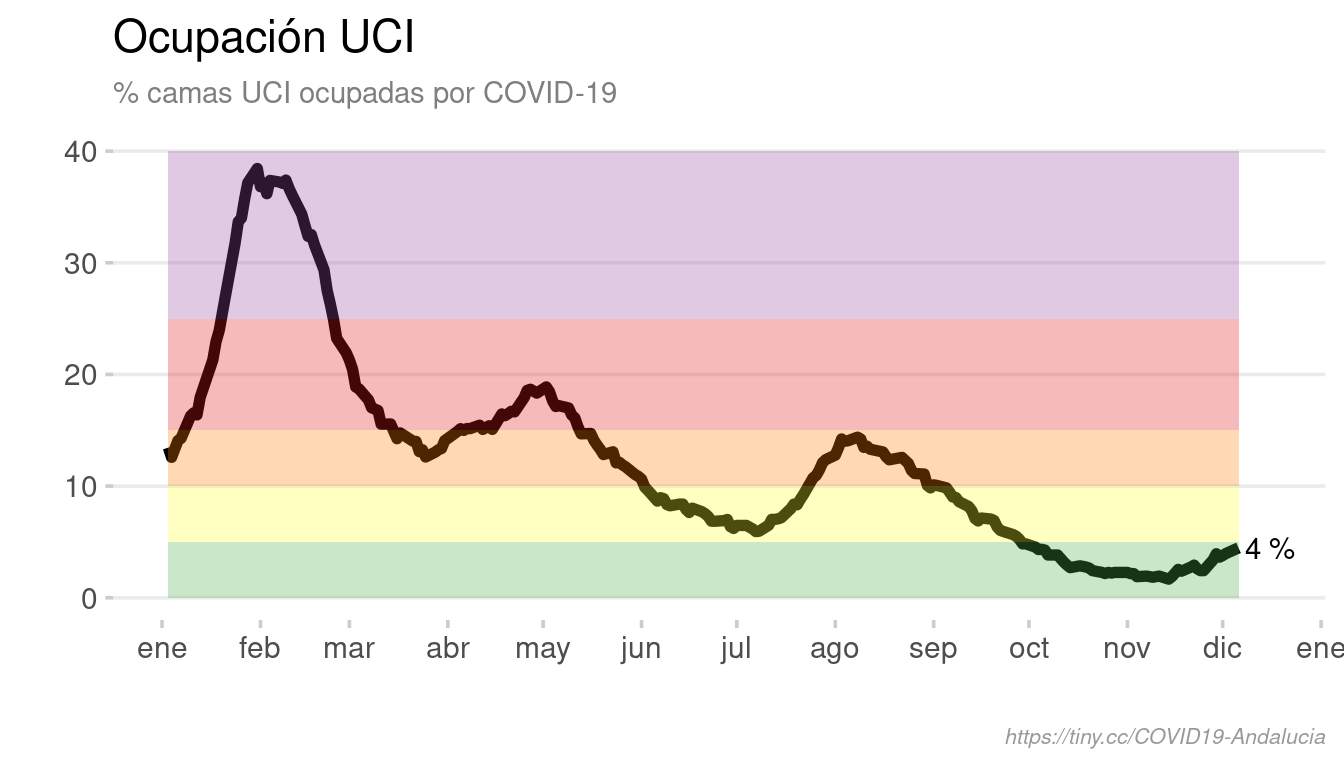 Ocupación UCI
% camas UCI ocupadas por COVID-19
40
30
20
10
0
4 %
ene feb mar abr may jun jul ago sep oct nov dic ene
https://tiny.cc/COVID19-Andalucia